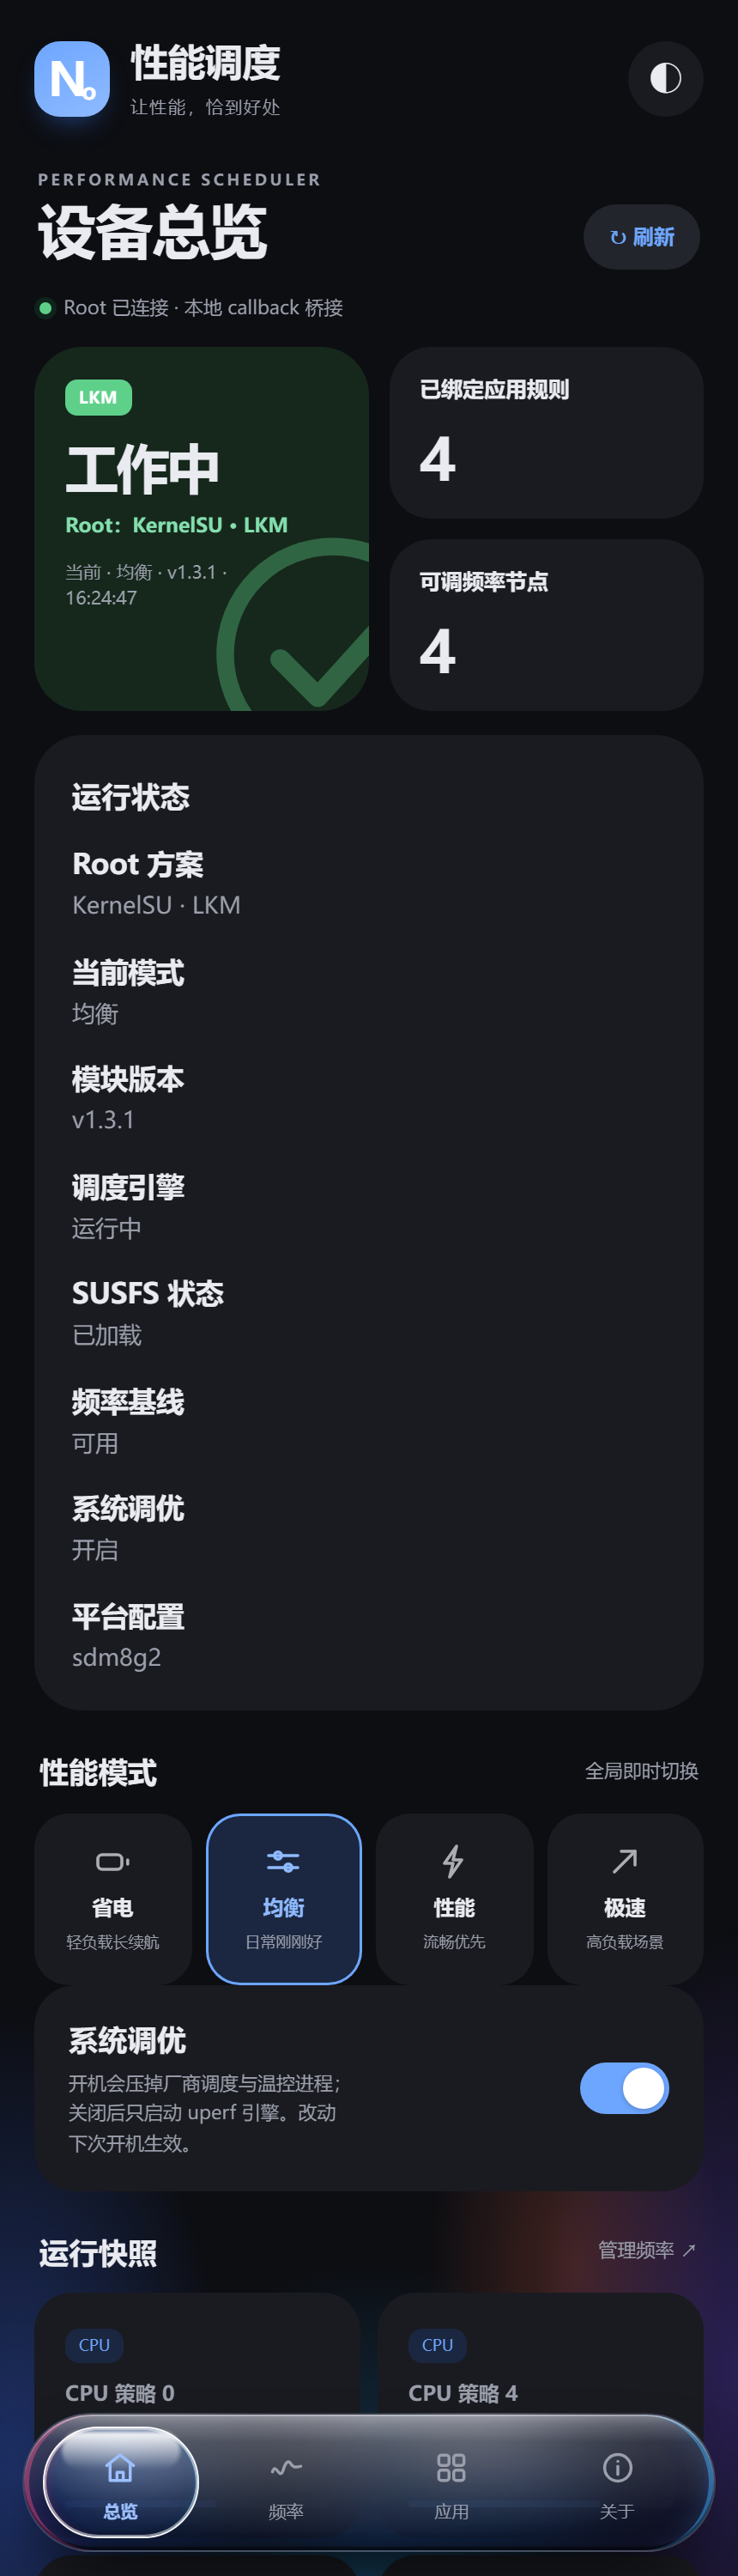 No
性能调度
让性能，恰到好处
PERFORMANCE SCHEDULER
设备总览
↻ 刷新
Root 已连接 · 本地 callback 桥接
LKM
工作中
Root：KernelSU • LKM
当前 · 均衡 · v1.3.1 ·
16:24:47
已绑定应用规则
4
可调频率节点
4
运行状态
Root 方案
KernelSU · LKM
当前模式
均衡
模块版本
v1.3.1
调度引擎
运行中
SUSFS 状态
已加载
频率基线
可用
系统调优
开启
平台配置
sdm8g2
性能模式
全局即时切换
省电
轻负载长续航
均衡
日常刚刚好
性能
流畅优先
极速
高负载场景
系统调优
开机会压掉厂商调度与温控进程；
关闭后只启动 uperf 引擎。改动
下次开机生效。
运行快照
管理频率 ↗
CPU
CPU 策略 0
CPU
CPU 策略 4
总览
频率
应用
关于